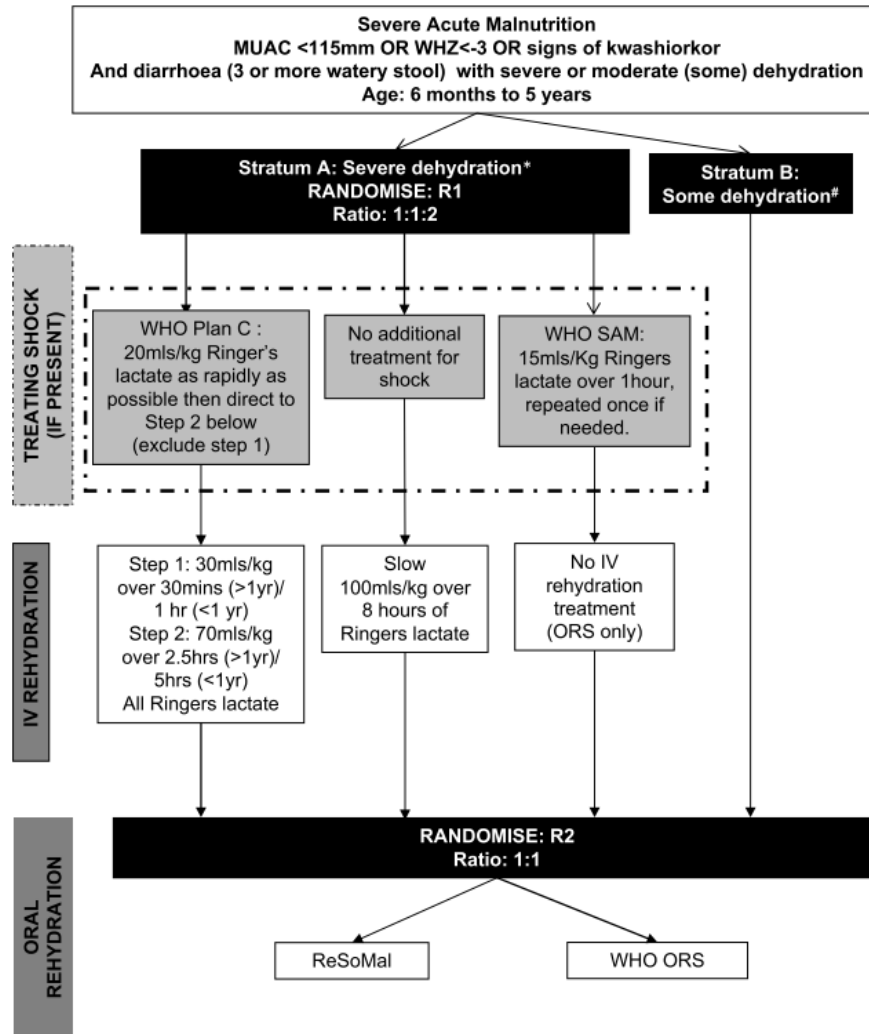 Severe Acute Malnutrition
MUAC <115mm OR WHZ<-3 OR signs of kwashiorkor
And diarrhoea (3 or more watery stool) with severe or moderate (some) dehydration
Age: 6 months to 5 years
Stratum A: Severe dehydration*
RANDOMISE: R1
Ratio: 1:1:2
Stratum B:
Some dehydration#
TREATING SHOCK
(IF PRESENT)
WHO Plan C :
20mls/kg Ringer's
lactate as rapidly as
possible then direct to
Step 2 below
(exclude step 1)
No additional
treatment for
shock
WHO SAM:
15mls/Kg Ringers
lactate over 1hour,
repeated once if
needed.
IV REHYDRATION
Step 1: 30mls/kg
over 30mins (>1yr)/
1 hr (<1 yr)
Step 2: 70mls/kg
over 2.5hrs (>1yr)/
5hrs (<1yr)
All Ringers lactate
Slow
100mls/kg over
8 hours of
Ringers lactate
No IV
rehydration
treatment
(ORS only)
ORAL
REHYDRATION
RANDOMISE: R2
Ratio: 1:1
ReSoMal
WHO ORS